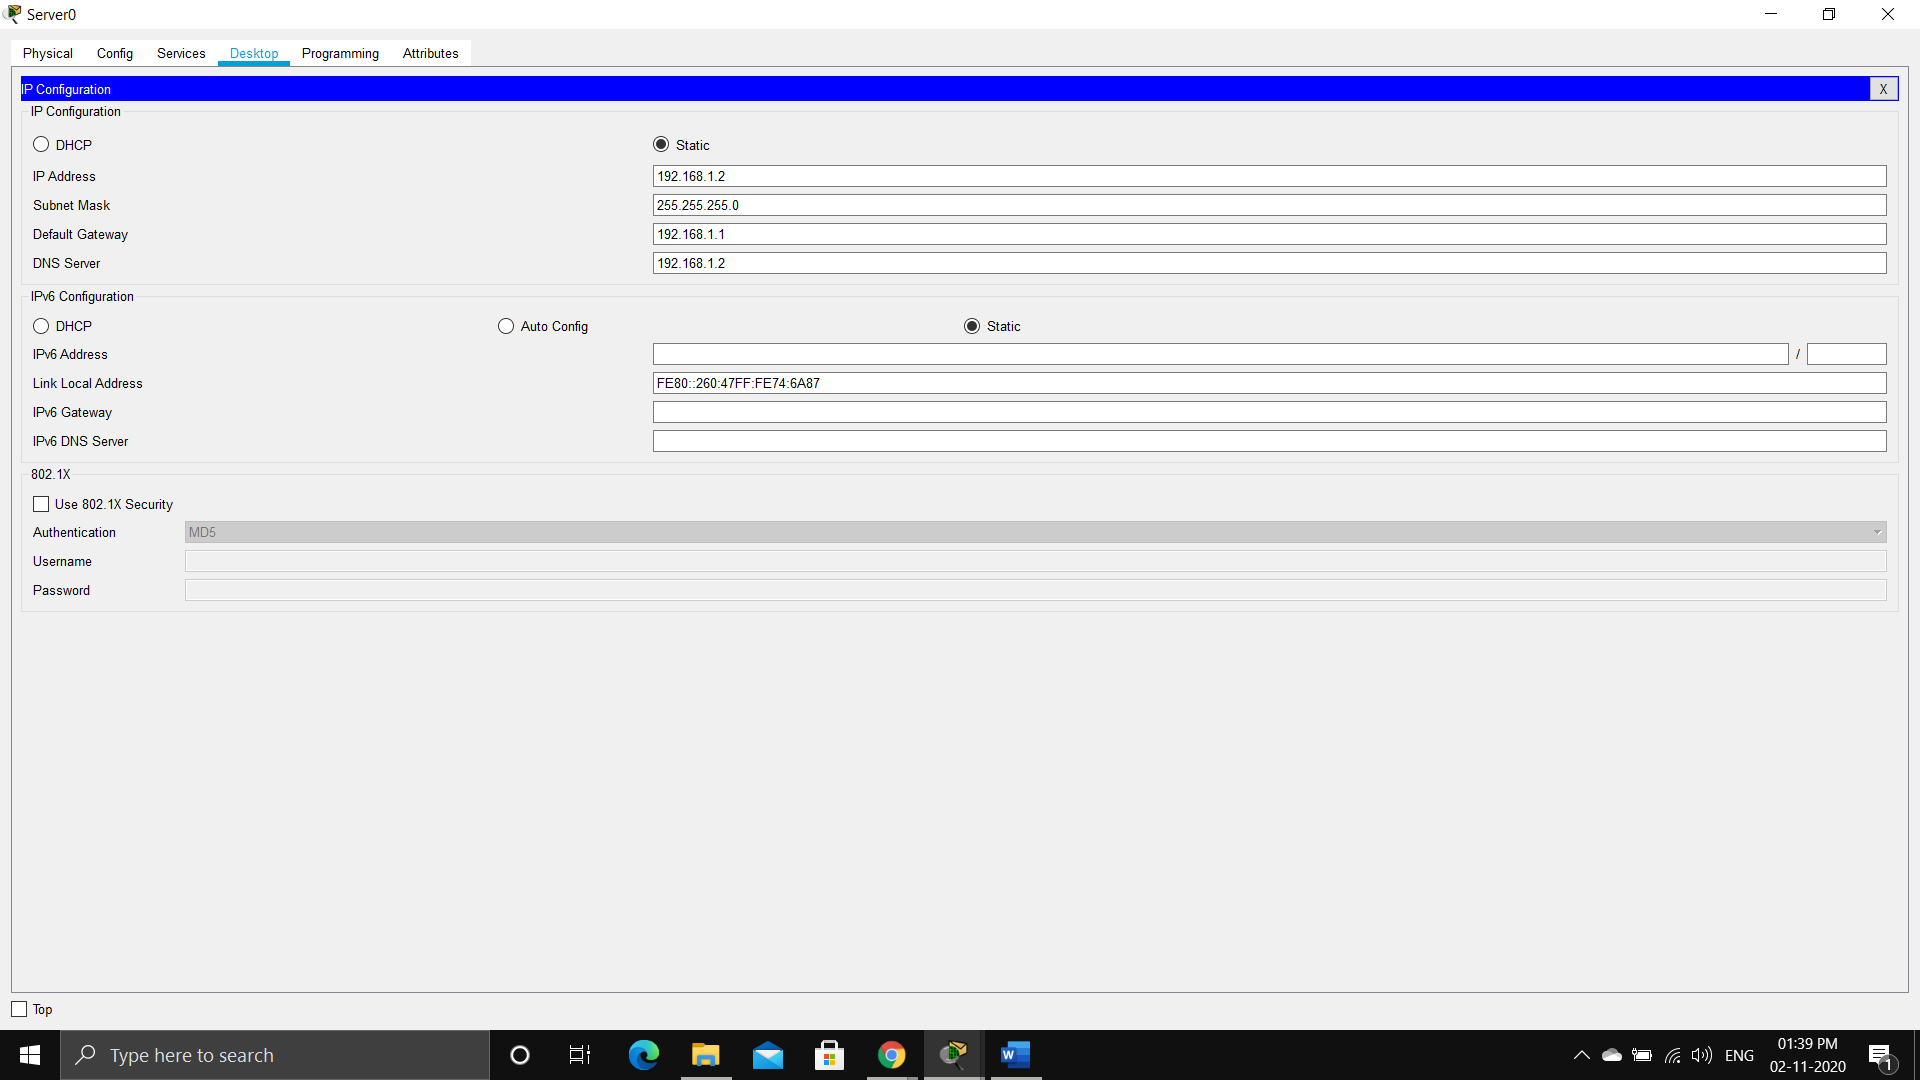 Server0
Physical Config Services Desktop Programming Attributes
IP Configuration X
IP Configuration
DHCP Static
IP Address 192.168.1.2
Subnet Mask 255.255.255.0
Default Gateway 192.168.1.1
DNS Server 192.168.1.2
IPv6 Configuration
DHCP Auto Config Static
IPv6 Address /
Link Local Address FE80::260:47FF:FE74:6A87
IPv6 Gateway
IPv6 DNS Server
802.1X
Use 802.1X Security
Authentication MD5
Username
Password
Top
Type here to search W ENG 01:39 PM
02-11-2020 1